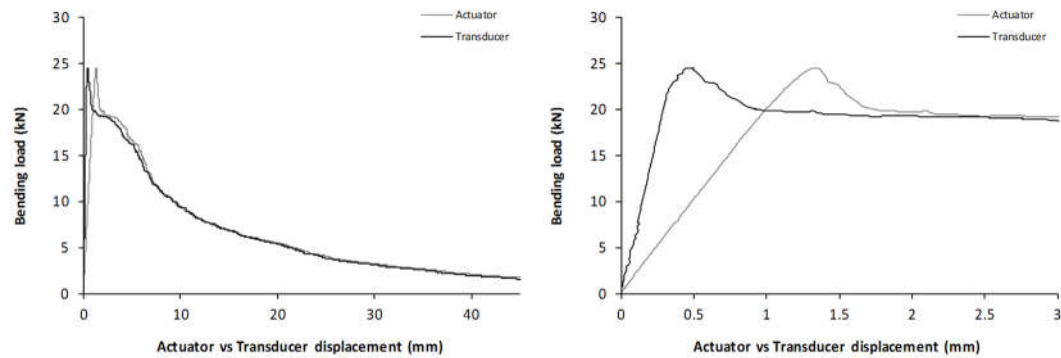 30
25
20
15
10
5
0
Bending load (kN)
Actuator
Transducer
0 10 20 30 40
Actuator vs Transducer displacement (mm)
30
25
20
15
10
5
0
Bending load (kN)
Actuator
Transducer
0 0.5 1 1.5 2 2.5 3
Actuator vs Transducer displacement (mm)